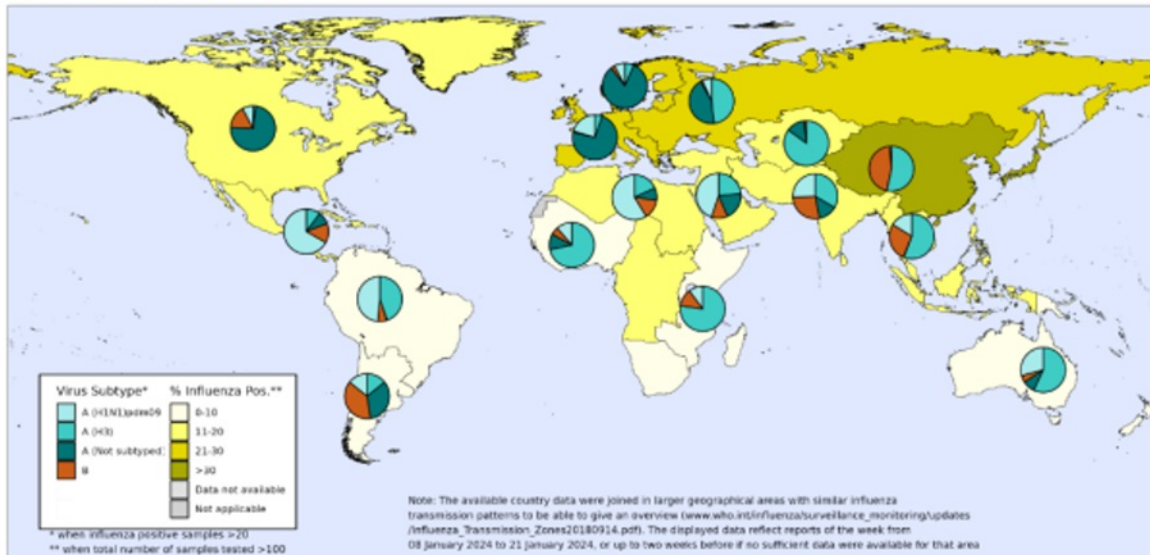 Virus Subtype*
A (H1N1)pdm09
A (H3)
A (Not subtyped)
B
% Influenza Pos.**
0-10
11-20
21-30
>30
Data not available
Not applicable
* when influenza positive samples >20
** when total number of samples tested >100
Note: The available country data were joined in larger geographical areas with similar influenza
transmission patterns to be able to give an overview (www.who.int/influenza/surveillance_monitoring/updates
/Influenza_Transmission_Zones20180914.pdf). The displayed data reflect reports of the week from
08 January 2024 to 21 January 2024, or up to two weeks before if no sufficient data were available for that area